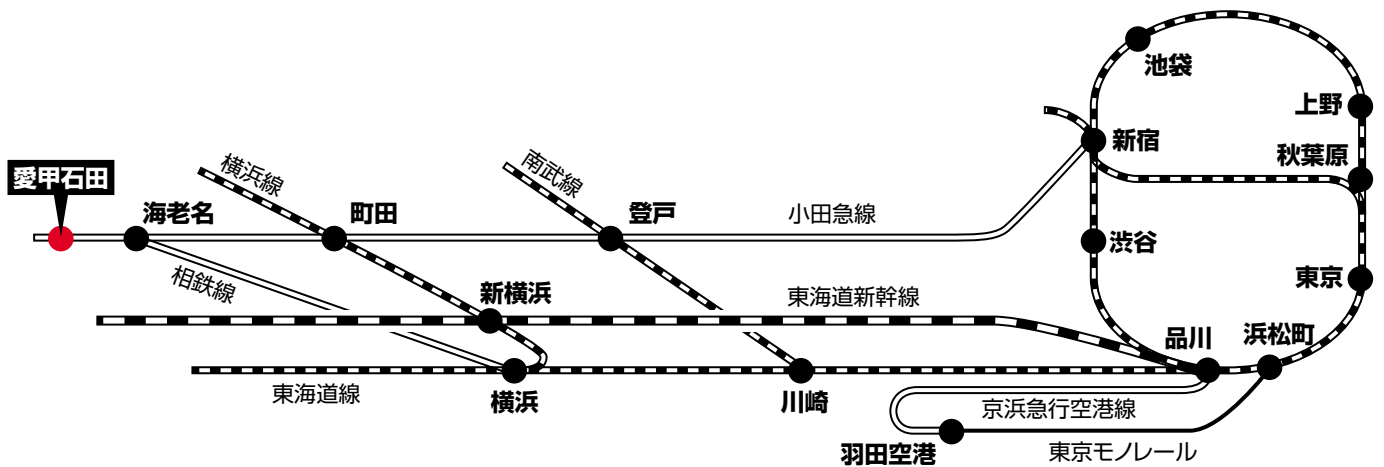 池袋
上野
新宿
秋葉原
横浜線
南武線
愛甲石田
海老名
町田
登戸
小田急線
渋谷
相鉄線
新横浜
東海道新幹線
東京
品川
浜松町
東海道線
横浜
川崎
京浜急行空港線
羽田空港
東京モノレール